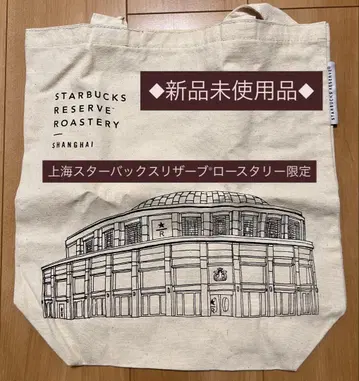 ◆新品未使用品◆
STARBUCKS
RESERVE™
ROASTERY
SHANGHAI
上海スターバックスリザーブ®ロースタリー限定
R